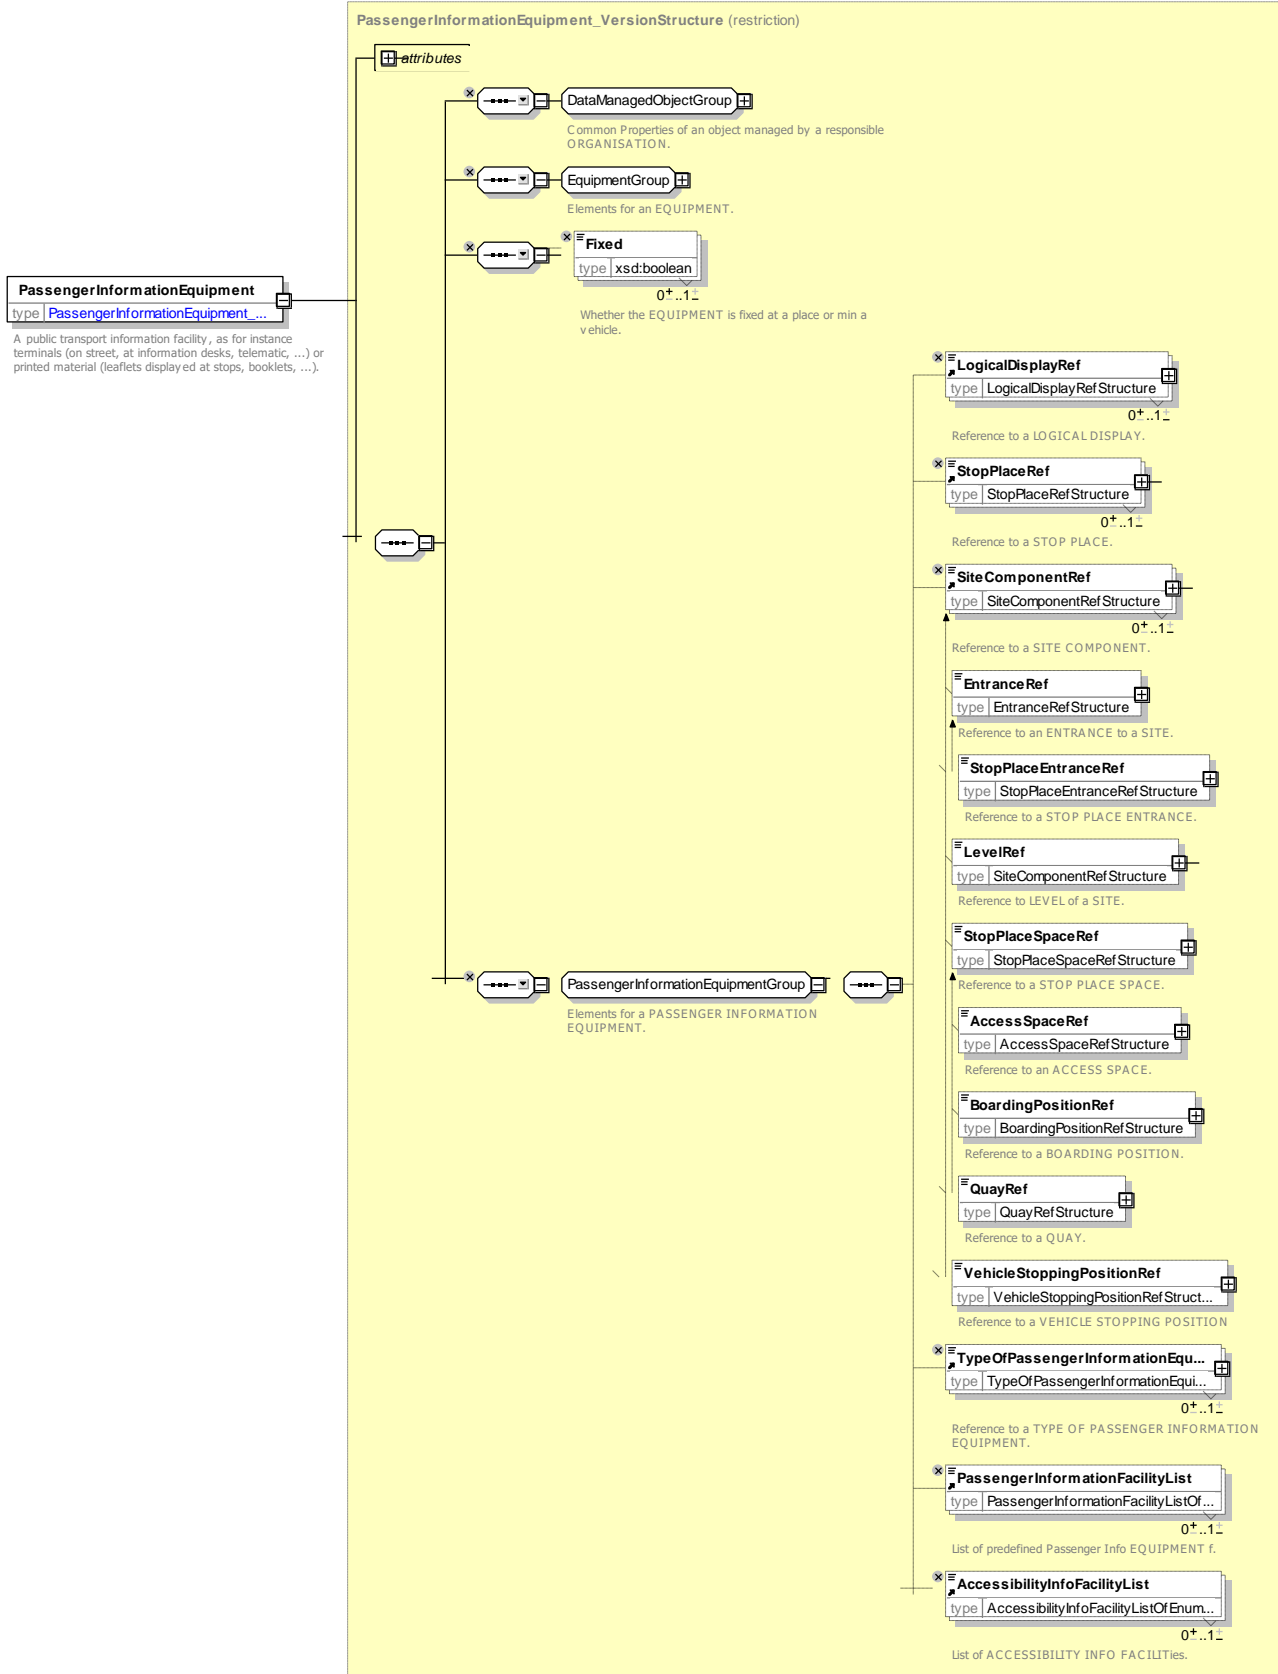 PassengerInformationEquipment_VersionStructure (restriction)
attributes
DataManagedObjectGroup
Common Properties of an object managed by a responsible
ORGANISATION.
EquipmentGroup
Elements for an EQUIPMENT.
Fixed
type xsd:boolean
0..1
Whether the EQUIPMENT is fixed at a place or min a
vehicle.
PassengerInformationEquipment
type PassengerInformationEquipment_...
A public transport information facility, as for instance
terminals (on street, at information desks, telematic, ...) or
printed material (leaflets displayed at stops, booklets, ...).
LogicalDisplayRef
type LogicalDisplayRefStructure
0..1
Reference to a LOGICAL DISPLAY.
StopPlaceRef
type StopPlaceRefStructure
0..1
Reference to a STOP PLACE.
SiteComponentRef
type SiteComponentRefStructure
0..1
Reference to a SITE COMPONENT.
EntranceRef
type EntranceRefStructure
Reference to an ENTRANCE to a SITE.
StopPlaceEntranceRef
type StopPlaceEntranceRefStructure
Reference to a STOP PLACE ENTRANCE.
LevelRef
type SiteComponentRefStructure
Reference to LEVEL of a SITE.
StopPlaceSpaceRef
type StopPlaceSpaceRefStructure
Reference to a STOP PLACE SPACE.
PassengerInformationEquipmentGroup
Elements for a PASSENGER INFORMATION
EQUIPMENT.
AccessSpaceRef
type AccessSpaceRefStructure
Reference to an ACCESS SPACE.
BoardingPositionRef
type BoardingPositionRefStructure
Reference to a BOARDING POSITION.
QuayRef
type QuayRefStructure
Reference to a QUAY.
VehicleStoppingPositionRef
type VehicleStoppingPositionRefStruct...
Reference to a VEHICLE STOPPING POSITION
TypeOfPassengerInformationEqu...
type TypeOfPassengerInformationEqui...
0..1
Reference to a TYPE OF PASSENGER INFORMATION
EQUIPMENT.
PassengerInformationFacilityList
type PassengerInformationFacilityListOf...
0..1
List of predefined Passenger Info EQUIPMENT f.
AccessibilityInfoFacilityList
type AccessibilityInfoFacilityListOfEnum...
0..1
List of ACCESSIBILITY INFO FACILITies.